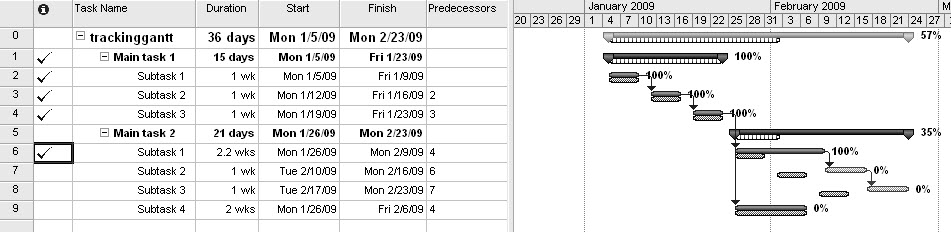 Task Name Duration Start Finish Predecessors January 2009 February 2009 M
20 23 26 29 1 4 7 10 13 16 19 22 25 28 31 3 6 9 12 15 18 21 24 27 2
0 trackinggantt 36 days Mon 1/5/09 Mon 2/23/09 57%
1 Main task 1 15 days Mon 1/5/09 Fri 1/23/09 100%
2 Subtask 1 1 wk Mon 1/5/09 Fri 1/9/09 100%
3 Subtask 2 1 wk Mon 1/12/09 Fri 1/16/09 2 100%
4 Subtask 3 1 wk Mon 1/19/09 Fri 1/23/09 3 100%
5 Main task 2 21 days Mon 1/26/09 Mon 2/23/09 35%
6 Subtask 1 2.2 wks Mon 1/26/09 Mon 2/9/09 4 100%
7 Subtask 2 1 wk Tue 2/10/09 Mon 2/16/09 6 0%
8 Subtask 3 1 wk Tue 2/17/09 Mon 2/23/09 7 0%
9 Subtask 4 2 wks Mon 1/26/09 Fri 2/6/09 4 0%